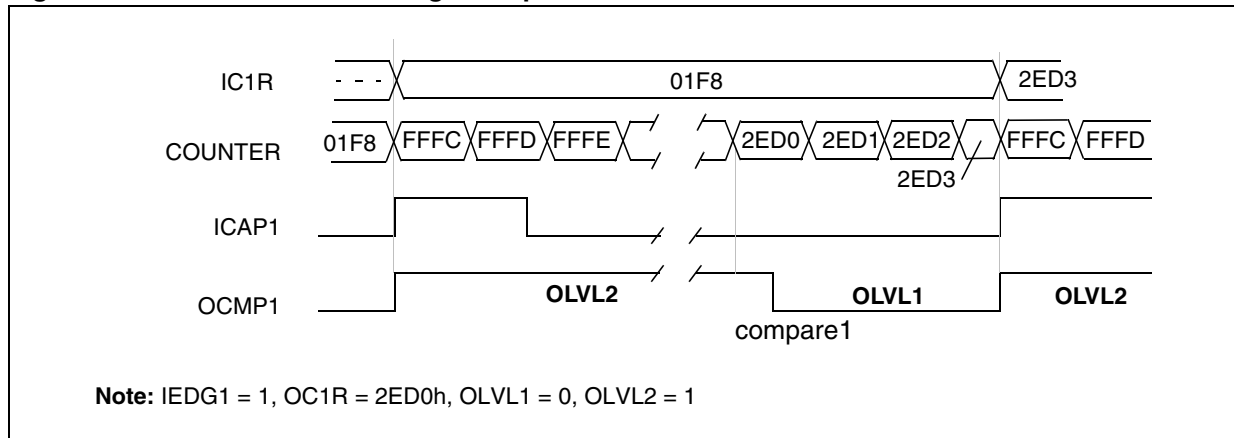 IC1R - - - 01F8 2ED3
COUNTER 01F8 FFFC FFFD FFFE 2ED0 2ED1 2ED2 FFFC FFFD
2ED3
ICAP1
OCMP1 OLVL2 OLVL1 OLVL2
compare1
Note: IEDG1 = 1, OC1R = 2ED0h, OLVL1 = 0, OLVL2 = 1